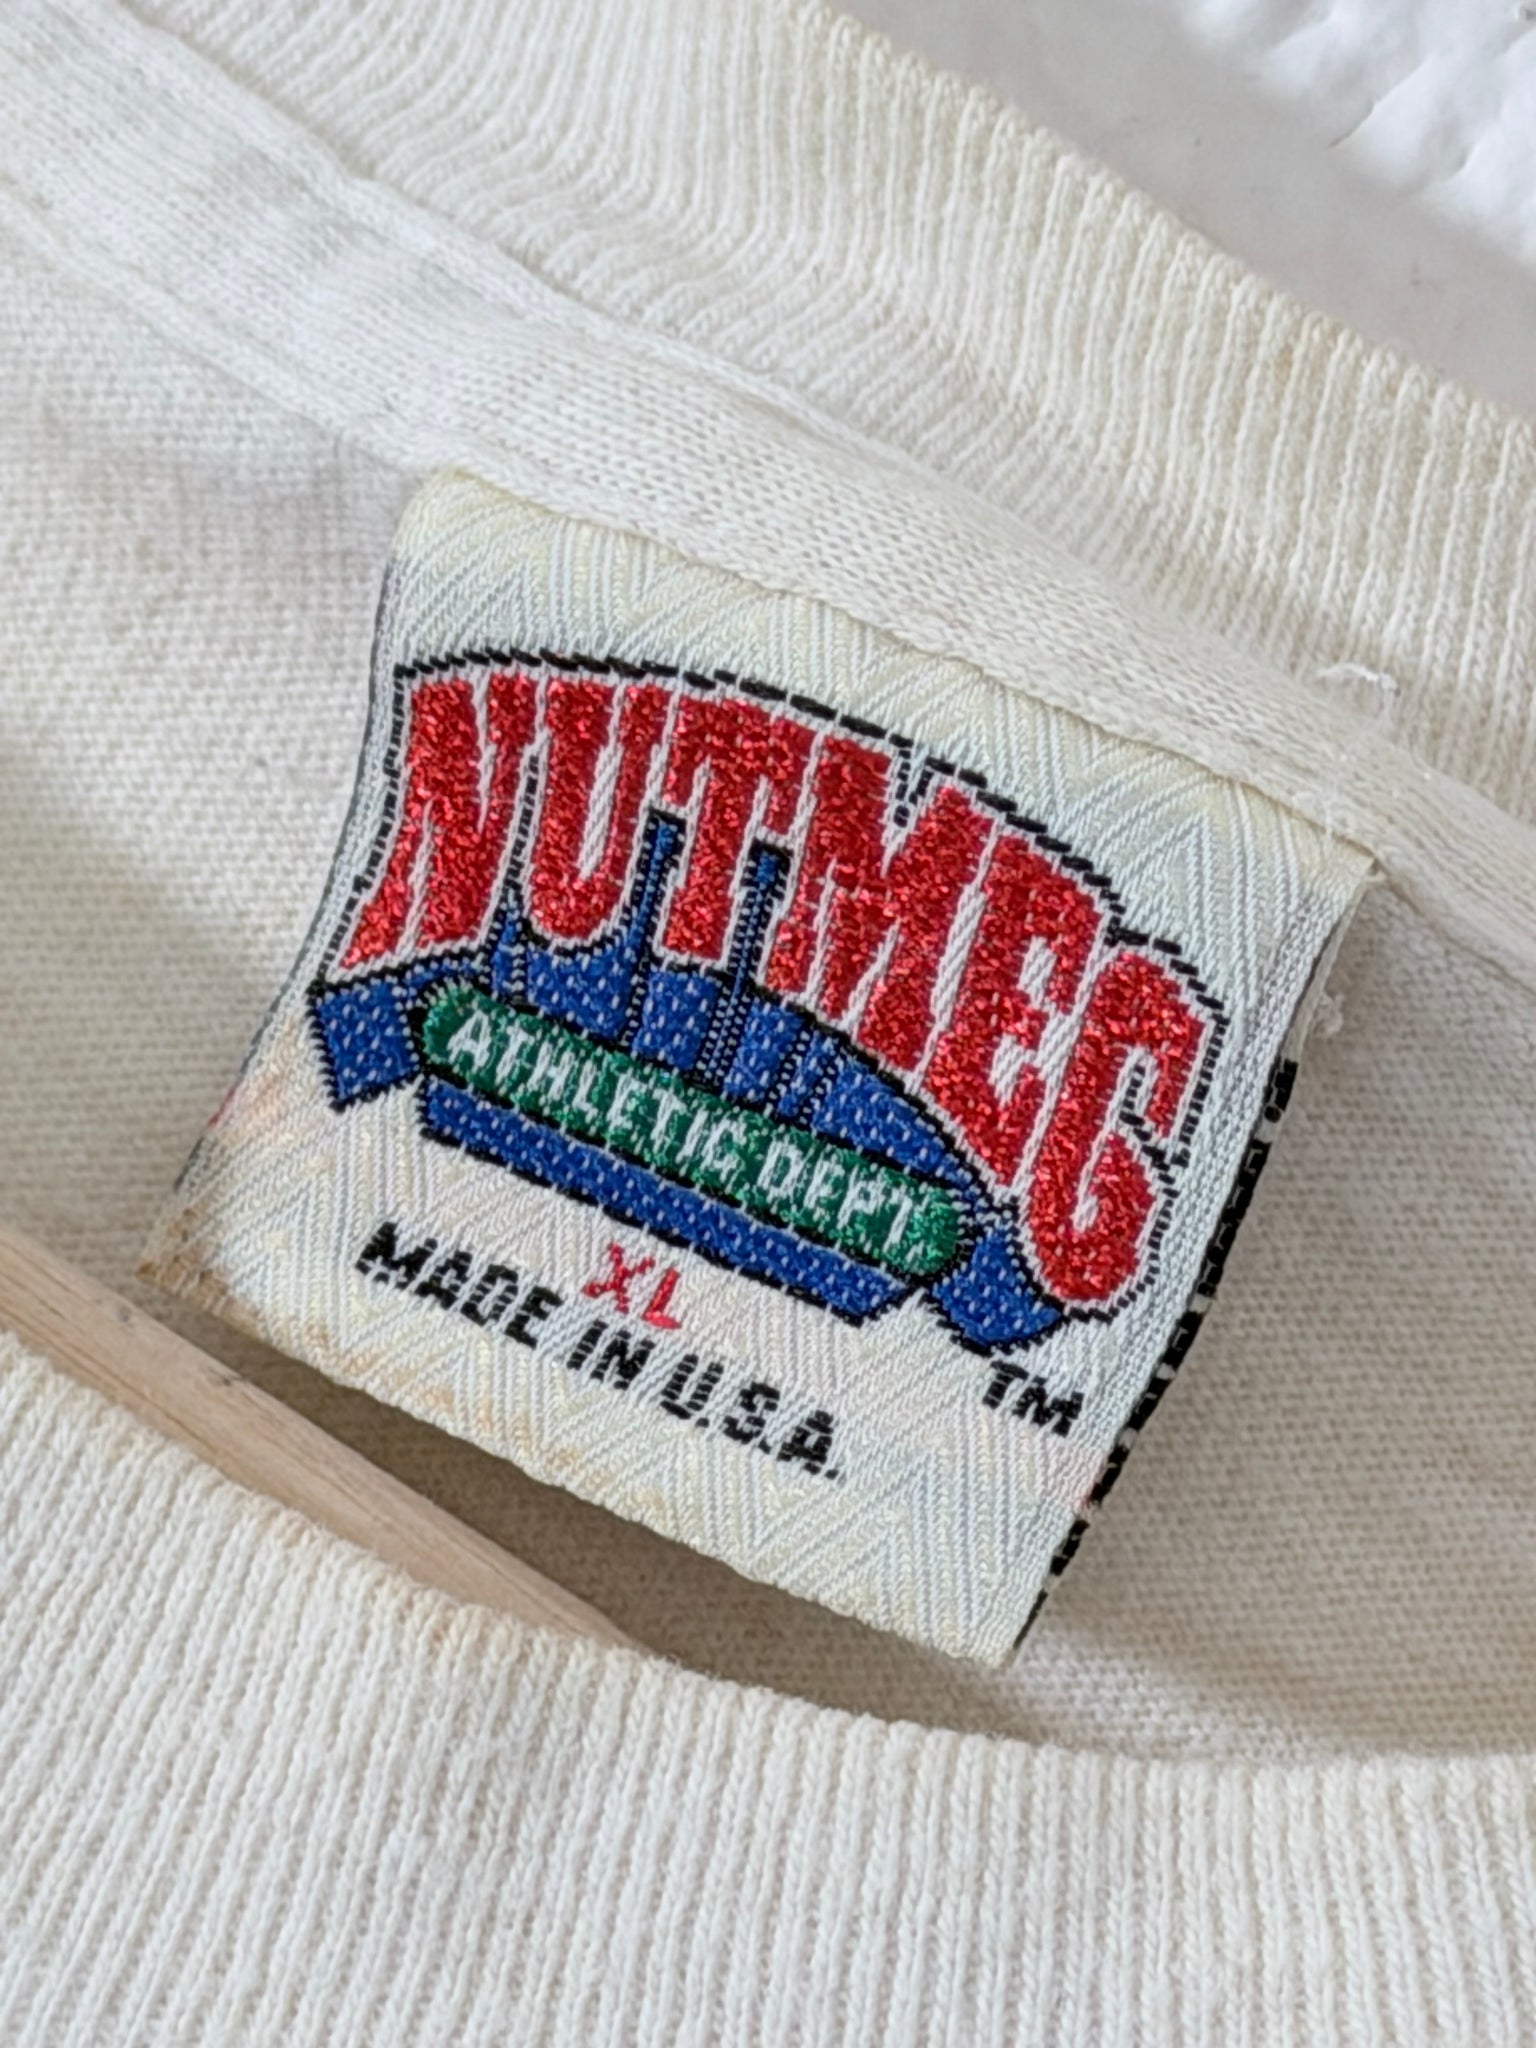 NUTMEG
ATHLETIC DEPT.
XL
MADE IN U.S.A.
TM